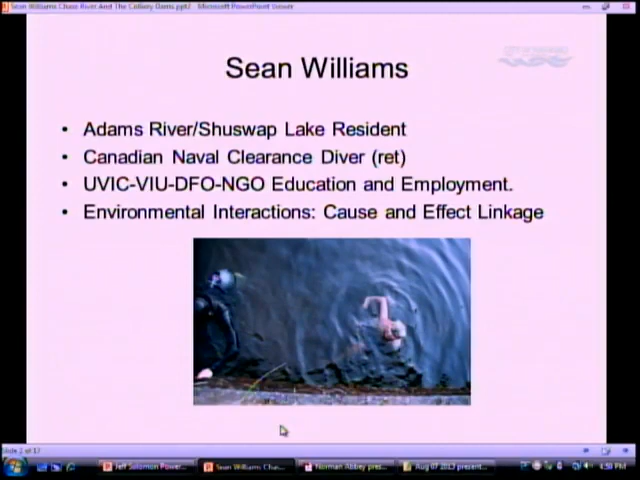 Sean Williams Chase River And The Colliery Dams.ppt2 - Microsoft PowerPoint Viewer
Sean Williams
• Adams River/Shuswap Lake Resident
• Canadian Naval Clearance Diver (ret)
• UVIC-VIU-DFO-NGO Education and Employment.
• Environmental Interactions: Cause and Effect Linkage
Slide 2 of 17
Jeff Solomon Power...
Sean Williams Cha...
Norman Abbey pres...
Aug 07 2013 present...
4:50 PM